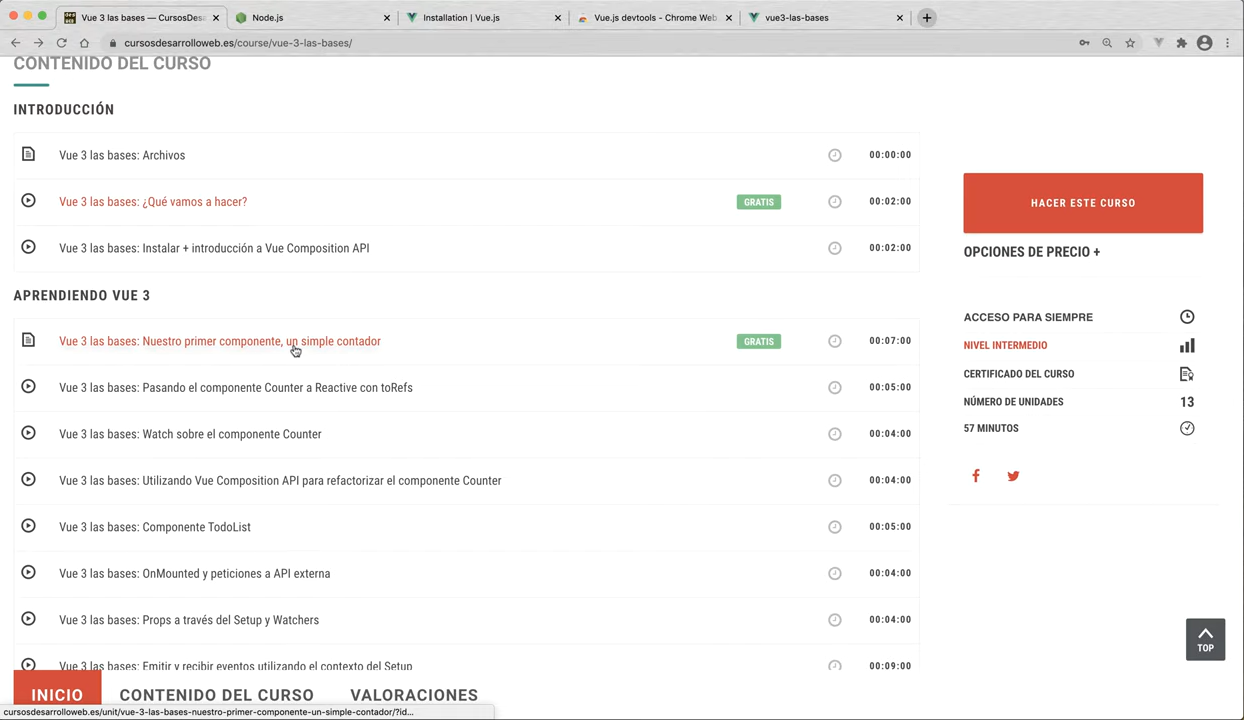 Vue 3 las bases — CursosDesa
Node.js
Installation | Vue.js
Vue.js devtools - Chrome Web
vue3-las-bases
cursosdesarrolloweb.es/course/vue-3-las-bases/
CONTENIDO DEL CURSO
INTRODUCCIÓN
Vue 3 las bases: Archivos
00:00:00
Vue 3 las bases: ¿Qué vamos a hacer?
GRATIS
00:02:00
Vue 3 las bases: Instalar + introducción a Vue Composition API
00:02:00
HACER ESTE CURSO
OPCIONES DE PRECIO +
ACCESO PARA SIEMPRE
NIVEL INTERMEDIO
CERTIFICADO DEL CURSO
NÚMERO DE UNIDADES
13
57 MINUTOS
APRENDIENDO VUE 3
Vue 3 las bases: Nuestro primer componente, un simple contador
GRATIS
00:07:00
Vue 3 las bases: Pasando el componente Counter a Reactive con toRefs
00:05:00
Vue 3 las bases: Watch sobre el componente Counter
00:04:00
Vue 3 las bases: Utilizando Vue Composition API para refactorizar el componente Counter
00:04:00
Vue 3 las bases: Componente TodoList
00:05:00
Vue 3 las bases: OnMounted y peticiones a API externa
00:04:00
Vue 3 las bases: Props a través del Setup y Watchers
00:04:00
Vue 3 las bases: Emitir y recibir eventos utilizando el contexto del Setup
00:09:00
TOP
INICIO
CONTENIDO DEL CURSO
VALORACIONES
cursosdesarrolloweb.es/unit/vue-3-las-bases-nuestro-primer-componente-un-simple-contador/?id...